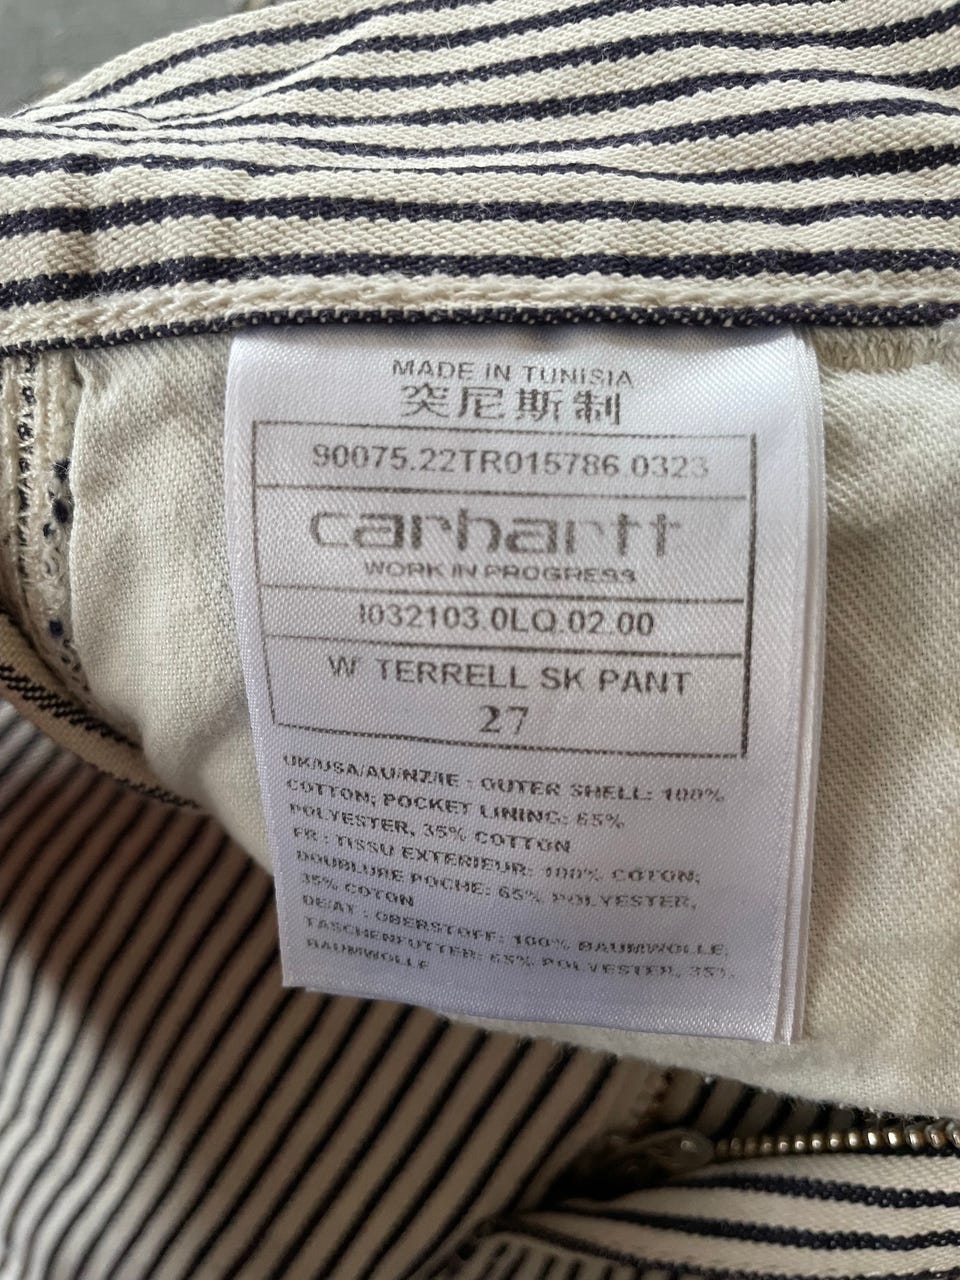 MADE IN TUNISIA
突尼斯制
90075.22TR015786.0323
carhartt
WORK IN PROGRESS
I032103.0LQ.02.00
W' TERRELL SK PANT
27
UK/USA/AU/NZ/IE : OUTER SHELL: 100%
COTTON; POCKET LINING: 65%
POLYESTER, 35% COTTON
FR : TISSU EXTERIEUR: 100% COTON;
DOUBLURE POCHE: 65% POLYESTER,
35% COTON
DE/AT : OBERSTOFF: 100% BAUMWOLLE,
TASCHENFUTTER: 65% POLYESTER, 35%
BAUMWOLLE